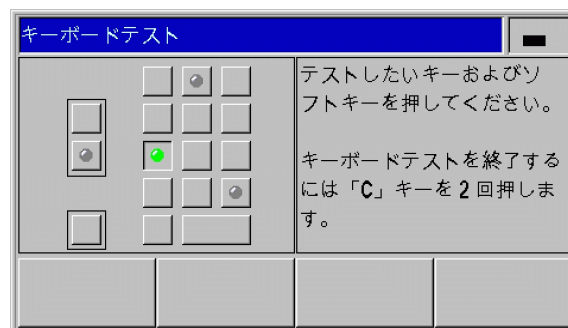 キーボードテスト
テストしたいキーおよびソ
フトキーを押してください。
キーボードテストを終了する
には「C」キーを2回押しま
す。